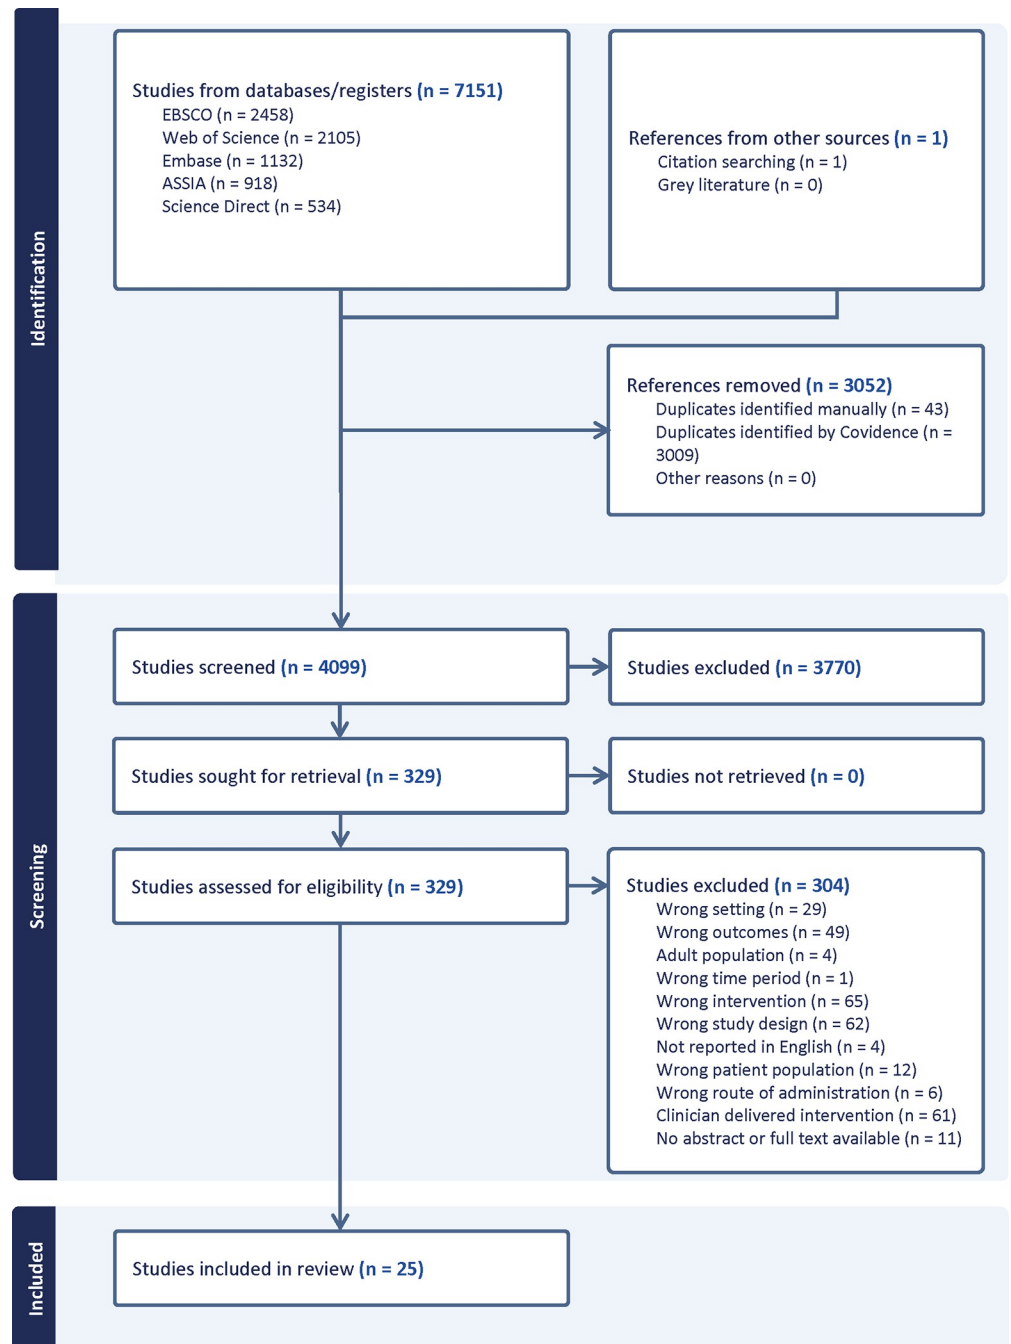 Identification
Studies from databases/registers (n = 7151)
EBSCO (n = 2458)
Web of Science (n = 2105)
Embase (n = 1132)
ASSIA (n = 918)
Science Direct (n = 534)
References from other sources (n = 1)
Citation searching (n = 1)
Grey literature (n = 0)
References removed (n = 3052)
Duplicates identified manually (n = 43)
Duplicates identified by Covidence (n =
3009)
Other reasons (n = 0)
Screening
Studies screened (n = 4099)
Studies excluded (n = 3770)
Studies sought for retrieval (n = 329)
Studies not retrieved (n = 0)
Studies assessed for eligibility (n = 329)
Studies excluded (n = 304)
Wrong setting (n = 29)
Wrong outcomes (n = 49)
Adult population (n = 4)
Wrong time period (n = 1)
Wrong intervention (n = 65)
Wrong study design (n = 62)
Not reported in English (n = 4)
Wrong patient population (n = 12)
Wrong route of administration (n = 6)
Clinician delivered intervention (n = 61)
No abstract or full text available (n = 11)
Included
Studies included in review (n = 25)